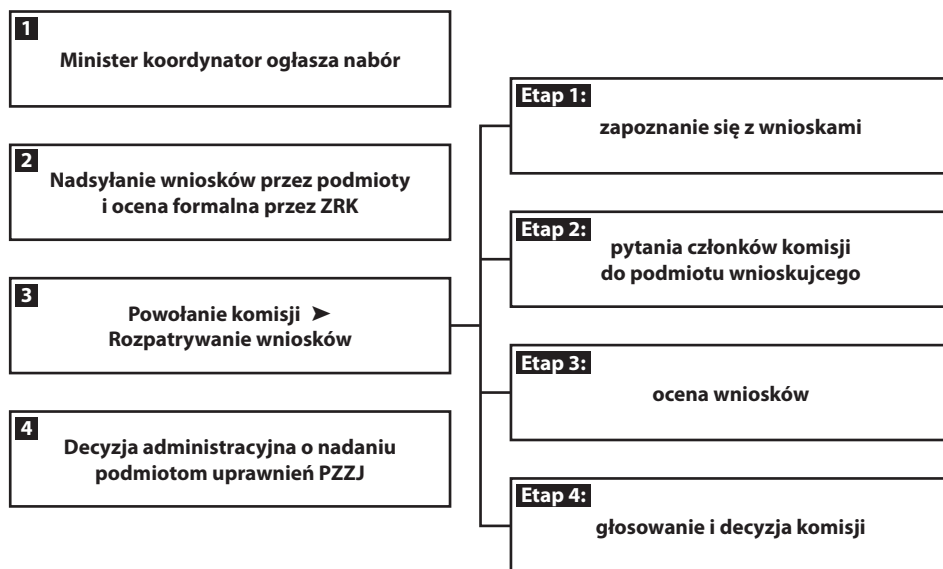 1
Minister koordynator ogłasza nabór
2
Nadsyłanie wniosków przez podmioty
i ocena formalna przez ZRK
3
Powołanie komisji ➤
Rozpatrywanie wniosków
4
Decyzja administracyjna o nadaniu
podmiotom uprawnień PZZJ
Etap 1:
zapoznanie się z wnioskami
Etap 2:
pytania członków komisji
do podmiotu wnioskujcego
Etap 3:
ocena wniosków
Etap 4:
głosowanie i decyzja komisji